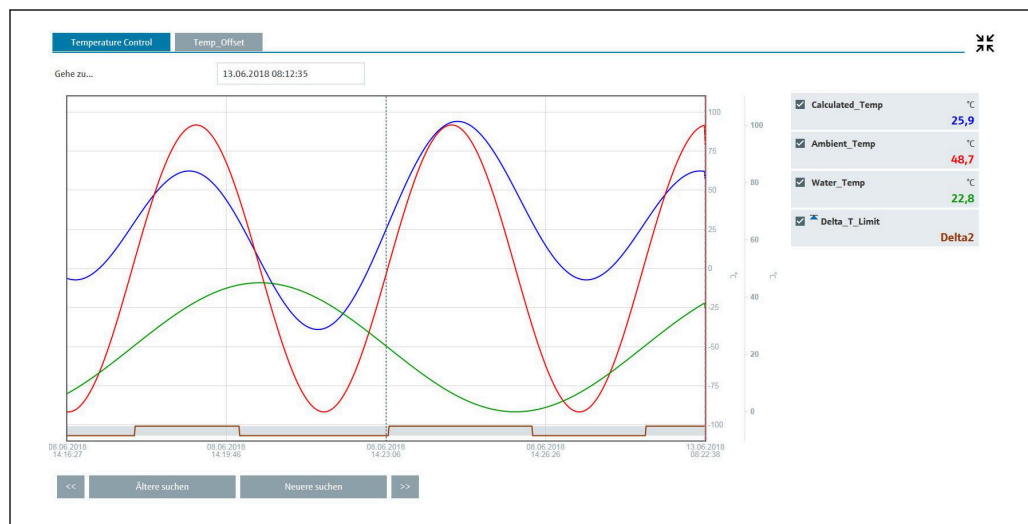 Temperature Control
Temp_Offset
Gehe zu...
13.06.2018 08:12:35
100
75
50
25
0
-25
-50
-75
-100
°C
100
80
60
40
20
0
°C
Calculated_Temp °C
25,9
Ambient_Temp °C
48,7
Water_Temp °C
22,8
Delta_T_Limit
Delta2
08.06.2018
14:16:27
08.06.2018
14:19:46
08.06.2018
14:23:06
08.06.2018
14:26:26
13.06.2018
08:22:38
<<
Ältere suchen
Neuere suchen
>>